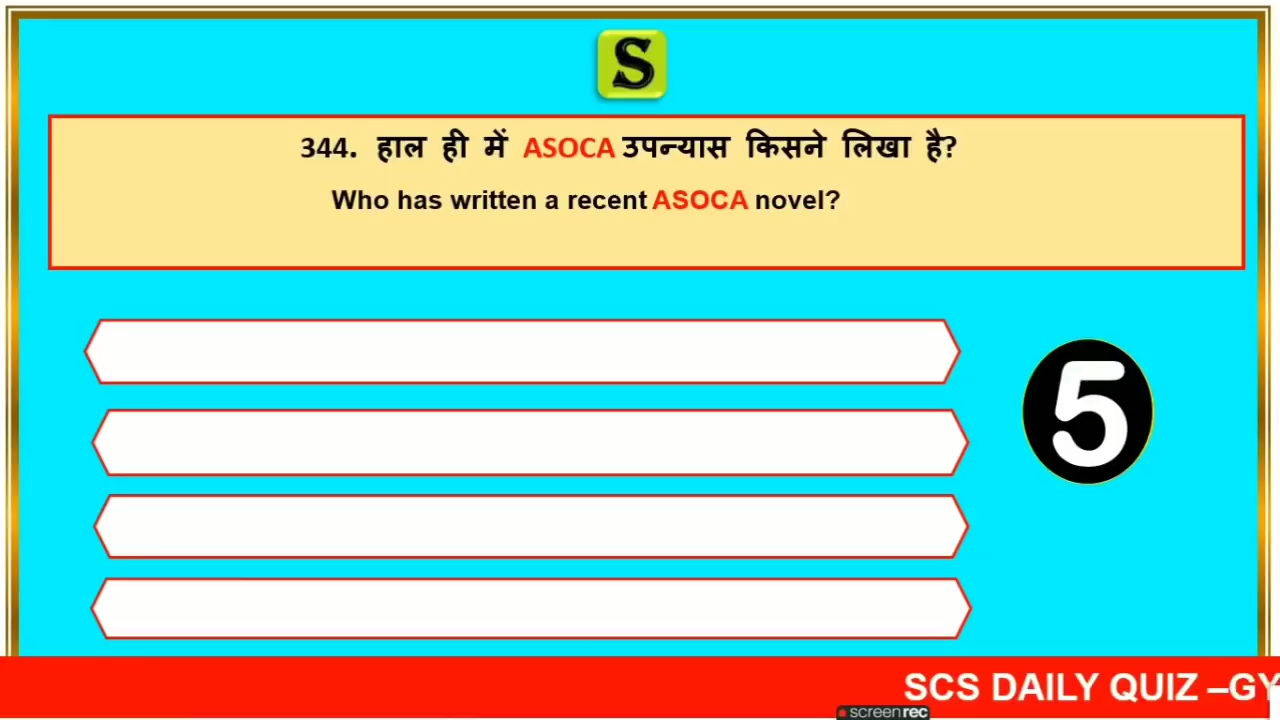 S
344. हाल ही में ASOCA उपन्यास किसने लिखा है?
Who has written a recent ASOCA novel?
5
SCS DAILY QUIZ –GY
screenrec